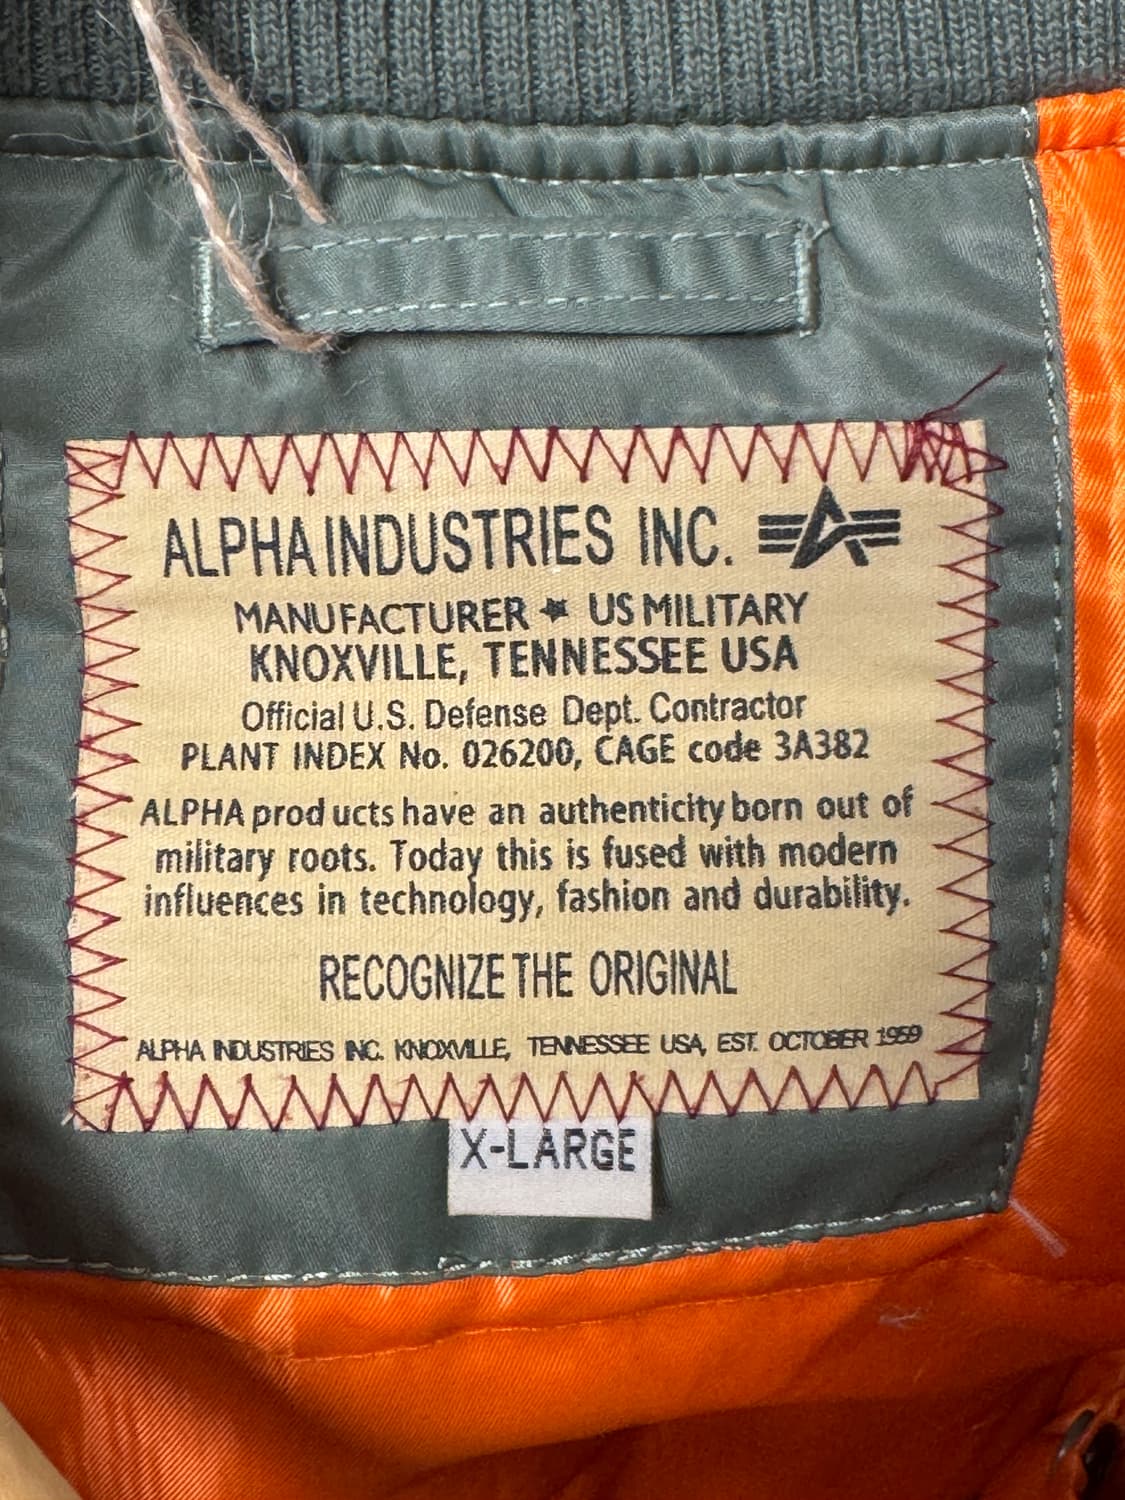 ALPHA INDUSTRIES INC.
MANUFACTURER ★ US MILITARY
KNOXVILLE, TENNESSEE USA
Official U.S. Defense Dept. Contractor
PLANT INDEX No. 026200, CAGE code 3A382
ALPHA products have an authenticity born out of
military roots. Today this is fused with modern
influences in technology, fashion and durability.
RECOGNIZE THE ORIGINAL
ALPHA INDUSTRIES INC. KNOXVILLE, TENNESSEE USA, EST. OCTOBER 1959
X-LARGE